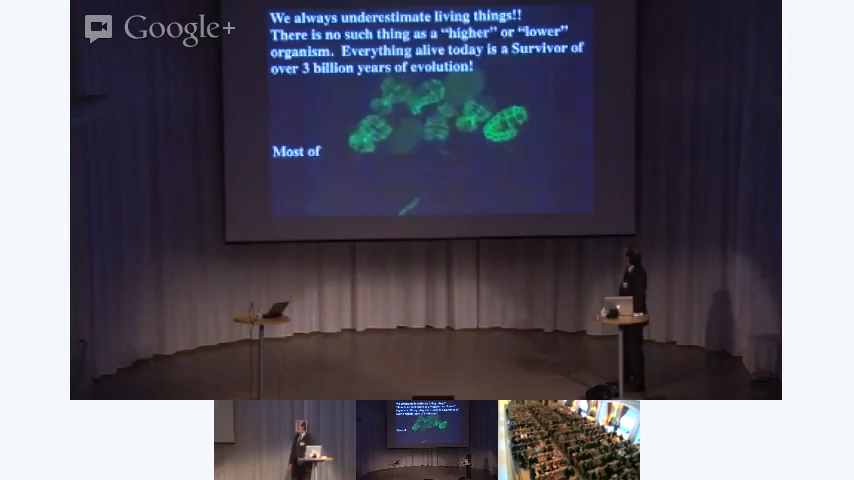 Google+
We always underestimate living things!!
There is no such thing as a “higher” or “lower”
organism. Everything alive today is a Survivor of
over 3 billion years of evolution!
Most of